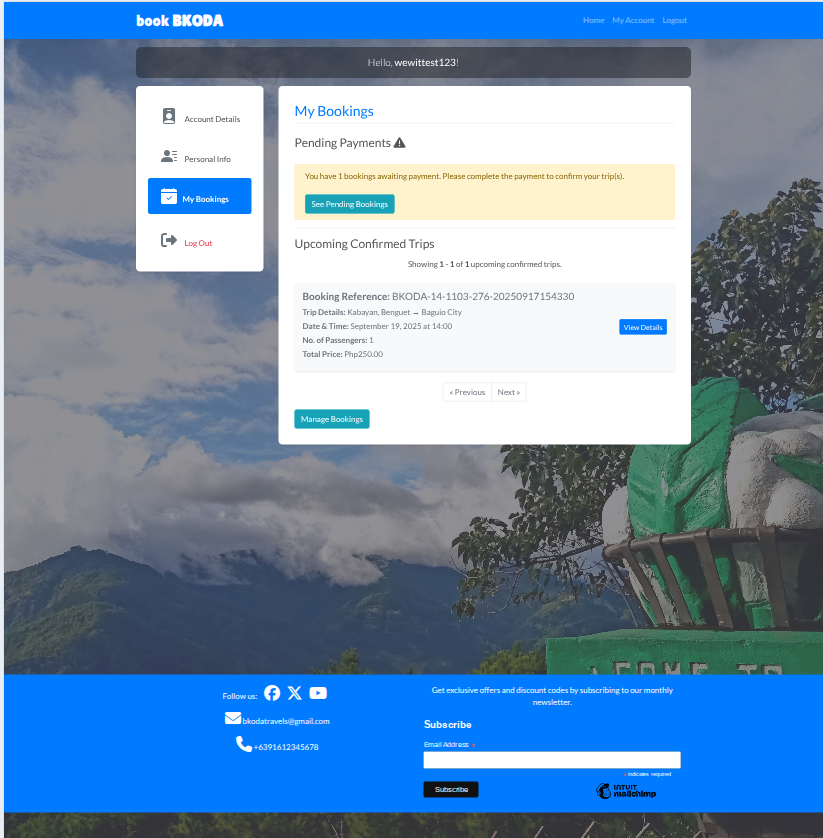 book BKODA
Home My Account Logout
Hello, wewittest123!
Account Details
Personal Info
My Bookings
Log Out
My Bookings
Pending Payments
You have 1 bookings awaiting payment. Please complete the payment to confirm your trip(s).
See Pending Bookings
Upcoming Confirmed Trips
Showing 1 - 1 of 1 upcoming confirmed trips.
Booking Reference: BKODA-14-1103-276-20250917154330
Trip Details: Kabayan, Benguet → Baguio City
Date & Time: September 19, 2025 at 14:00
No. of Passengers: 1
Total Price: Php250.00
View Details
« Previous Next »
Manage Bookings
Follow us:
bkodatravels@gmail.com
+6391612345678
Get exclusive offers and discount codes by subscribing to our monthly
newsletter.
Subscribe
Email Address *
* indicates required
Subscribe
INTUIT
mailchimp